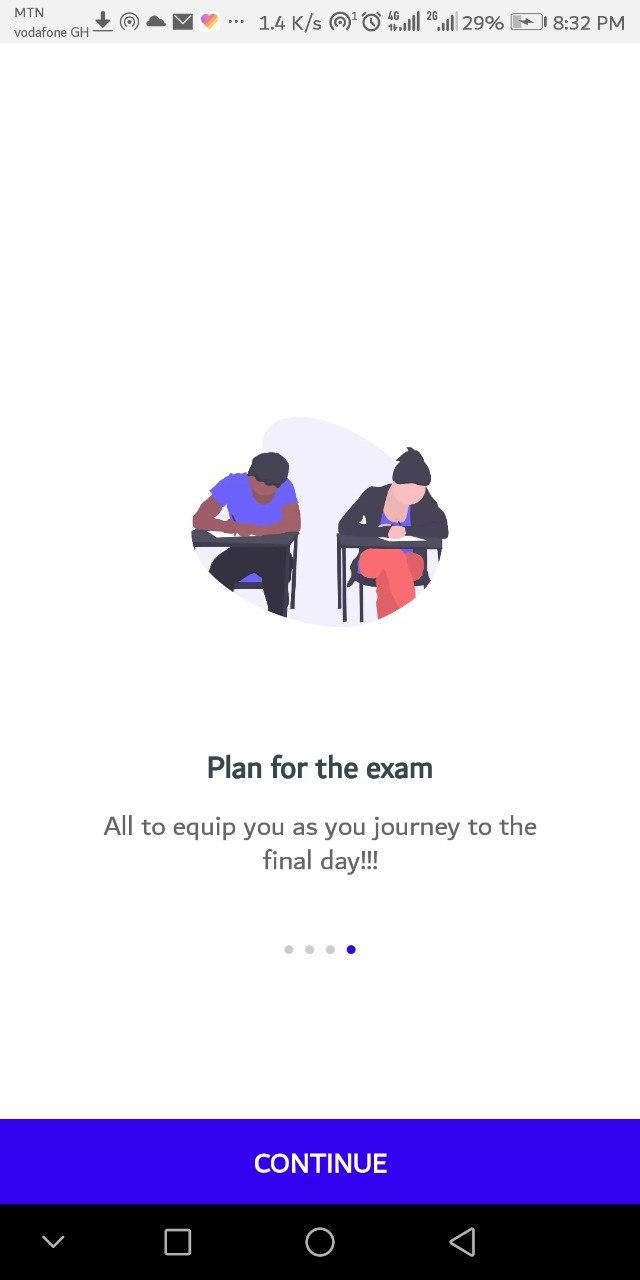 MTN
vodafone GH
1.4 K/s 1 4G 2G 29% 8:32 PM
Plan for the exam
All to equip you as you journey to the
final day!!!
CONTINUE